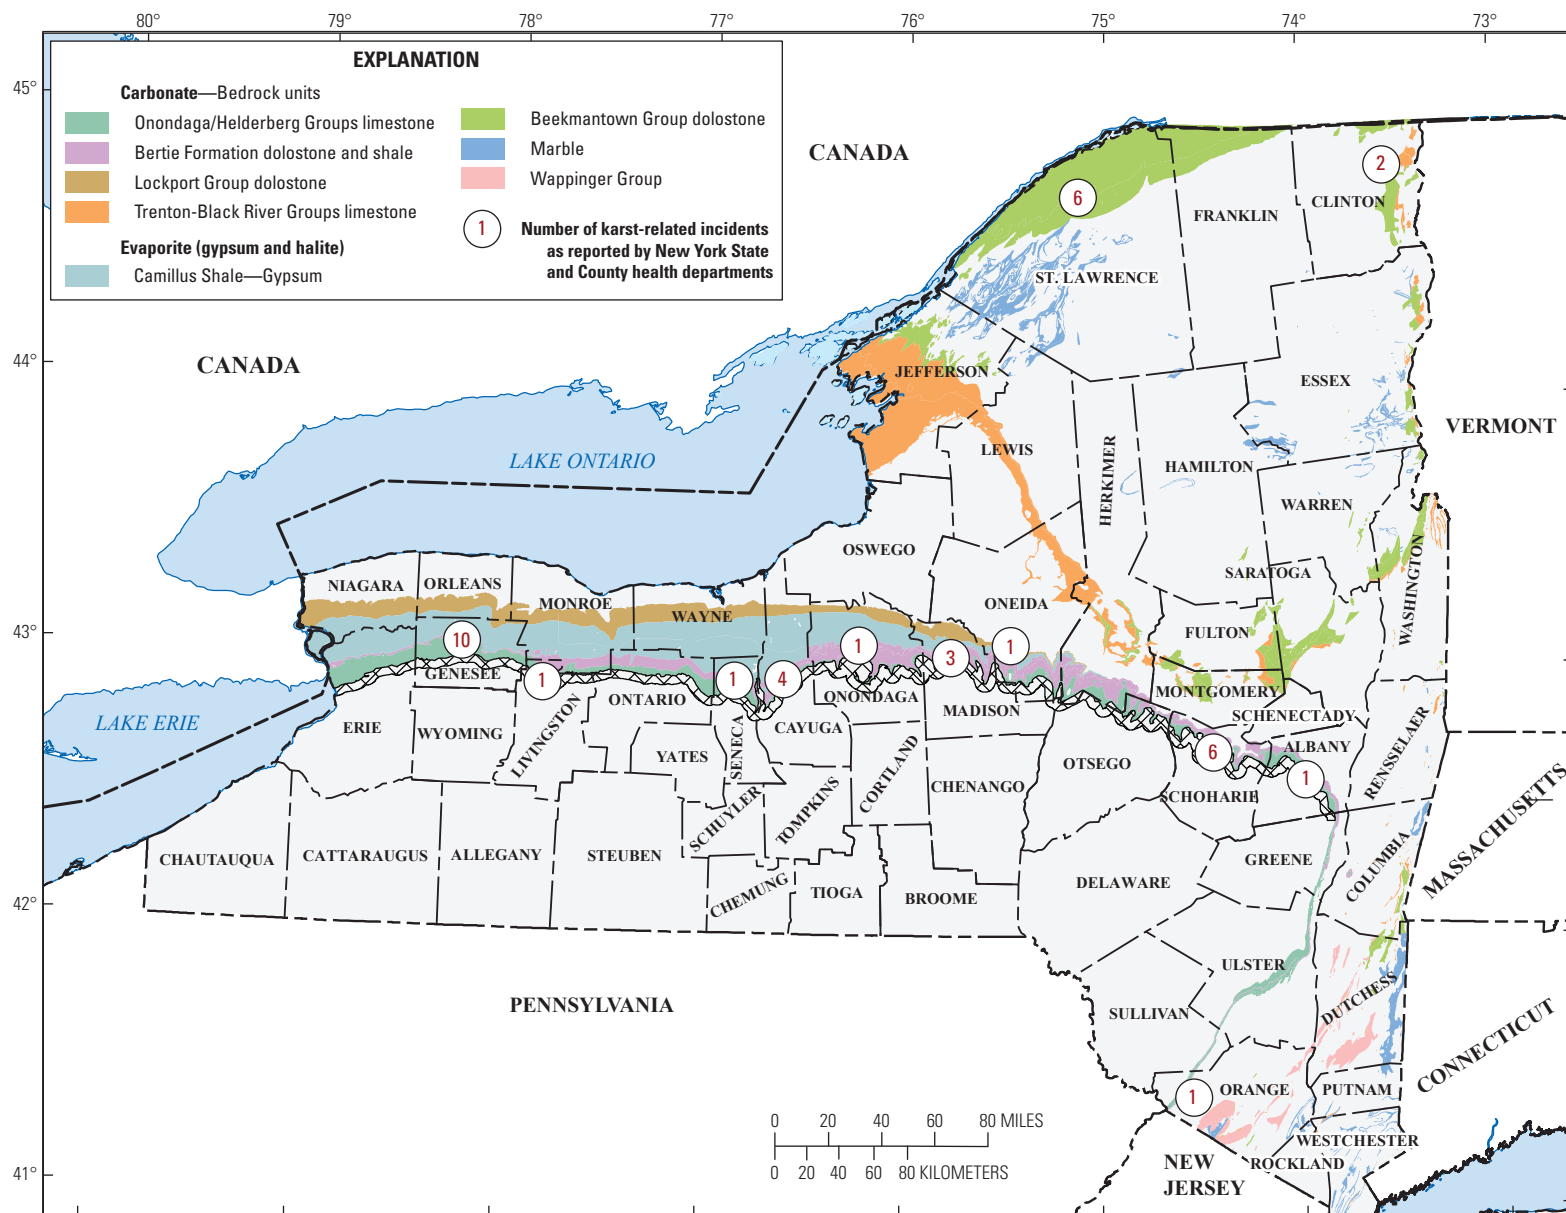 80° 79° 78° 77° 76° 75° 74° 73°
45°
44°
43°
42°
41°
EXPLANATION
Carbonate—Bedrock units
Onondaga/Helderberg Groups limestone
Bertie Formation dolostone and shale
Lockport Group dolostone
Trenton-Black River Groups limestone
Evaporite (gypsum and halite)
Camillus Shale—Gypsum
Beekmantown Group dolostone
Marble
Wappinger Group
1
Number of karst-related incidents
as reported by New York State
and County health departments
CANADA
CANADA
LAKE ONTARIO
LAKE ERIE
VERMONT
MASSACHUSETTS
CONNECTICUT
PENNSYLVANIA
NEW
JERSEY
6
2
FRANKLIN
CLINTON
ST. LAWRENCE
JEFFERSON
ESSEX
LEWIS
HERKIMER
HAMILTON
WARREN
OSWEGO
WASHINGTON
SARATOGA
NIAGARA
ORLEANS
MONROE
WAYNE
ONEIDA
FULTON
10
1
1
4
1
3
1
GENESEE
MONTGOMERY
ERIE
WYOMING
LIVINGSTON
ONTARIO
YATES
SENECA
CAYUGA
ONONDAGA
MADISON
OTSEGO
SCHENECTADY
ALBANY
RENSSELAER
6
1
SCHOHARIE
CORTLAND
CHENANGO
SCHUYLER
TOMPKINS
CHAUTAUQUA
CATTARAUGUS
ALLEGANY
STEUBEN
CHEMUNG
TIOGA
BROOME
DELAWARE
GREENE
COLUMBIA
ULSTER
SULLIVAN
DUTCHESS
1
ORANGE
PUTNAM
WESTCHESTER
ROCKLAND
0 20 40 60 80 MILES
0 20 40 60 80 KILOMETERS